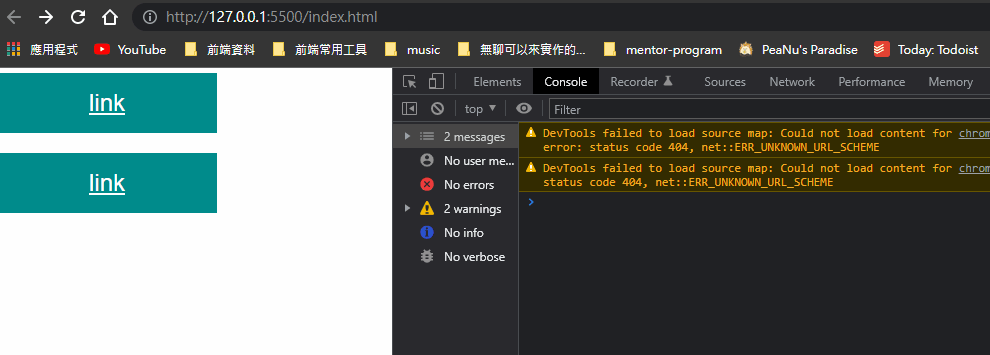 http://127.0.0.1:5500/index.html
應用程式 YouTube 前端資料 前端常用工具 music 無聊可以來實作的... mentor-program PeaNu's Paradise Today: Todoist
link
link
Elements Console Recorder Sources Network Performance Memory
top Filter
2 messages
No user me...
No errors
2 warnings
No info
No verbose
DevTools failed to load source map: Could not load content for chrom
error: status code 404, net::ERR_UNKNOWN_URL_SCHEME
DevTools failed to load source map: Could not load content for chrom
status code 404, net::ERR_UNKNOWN_URL_SCHEME